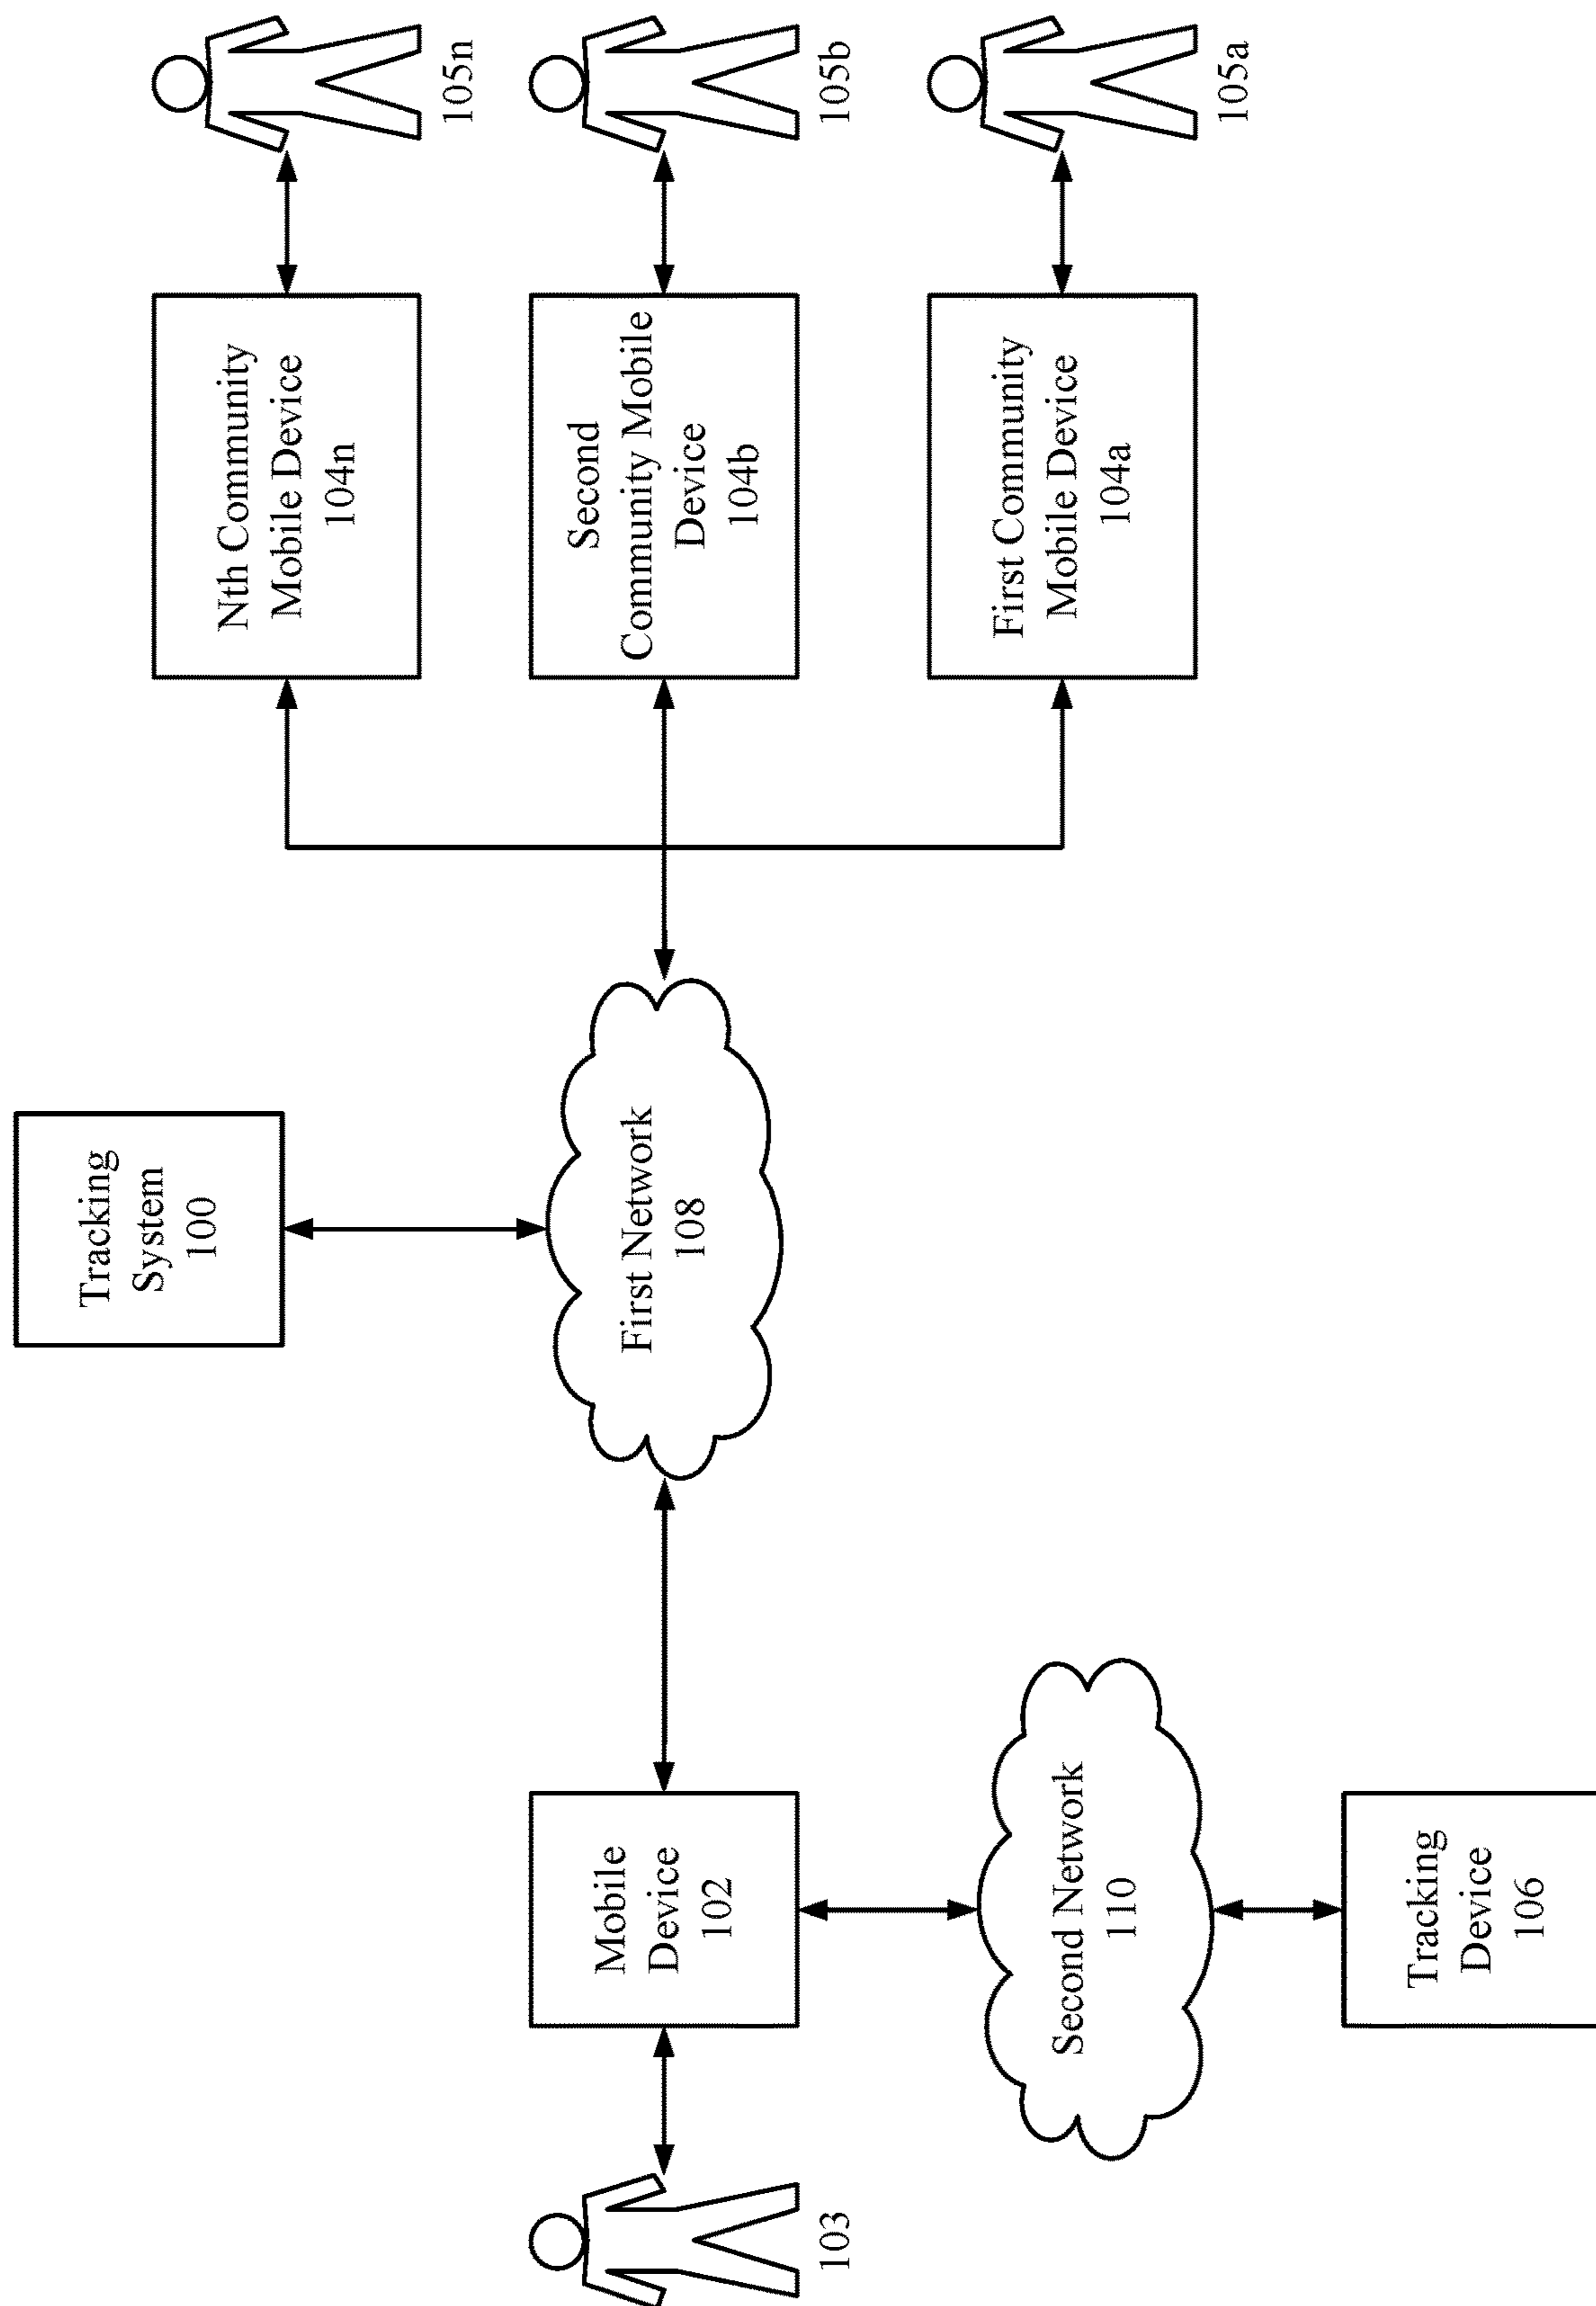 Tracking
System
100
Nth Community
Mobile Device
104n
105n
103
Mobile
Device
102
First Network
108
Second
Community Mobile
Device
104b
105b
Second Network
110
First Community
Mobile Device
104a
105a
Tracking
Device
106